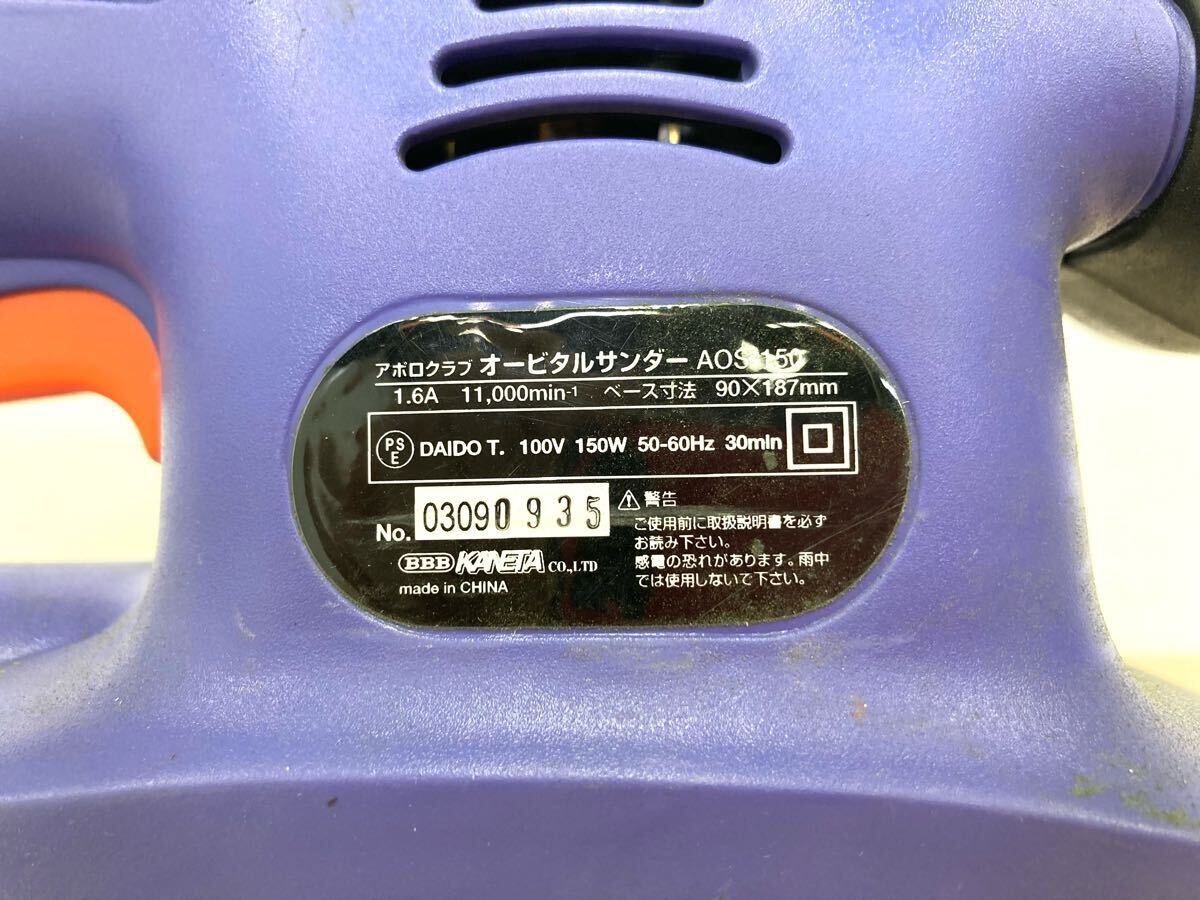 アポロクラブ オービタルサンダー AOS-150
1.6A 11,000min-1 ベース寸法 90×187mm
PSE DAIDO T. 100V 150W 50-60Hz 30min
No. 03090935
警告
ご使用前に取扱説明書を必ず
お読み下さい。
感電の恐れがあります。雨中
では使用しないで下さい。
BBB KANETA CO.,LTD
made in CHINA